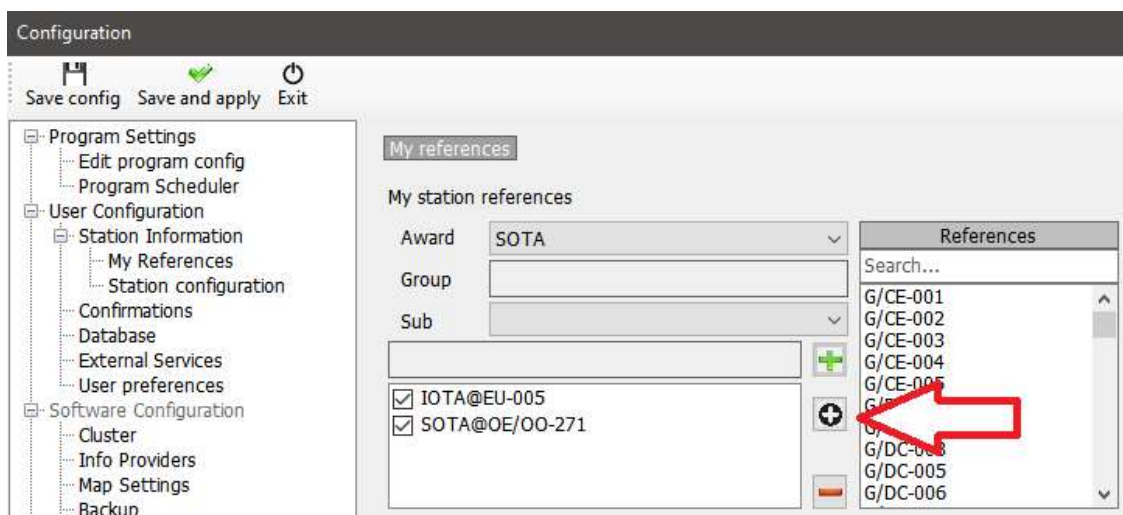 Configuration
Save config Save and apply Exit
Program Settings
Edit program config
Program Scheduler
User Configuration
Station Information
My References
Station configuration
Confirmations
Database
External Services
User preferences
Software Configuration
Cluster
Info Providers
Map Settings
Backup
My references
My station references
Award SOTA
Group
Sub
IOTA@EU-005
SOTA@OE/OO-271
References
Search...
G/CE-001
G/CE-002
G/CE-003
G/CE-004
G/CE-005
G/DC-005
G/DC-006